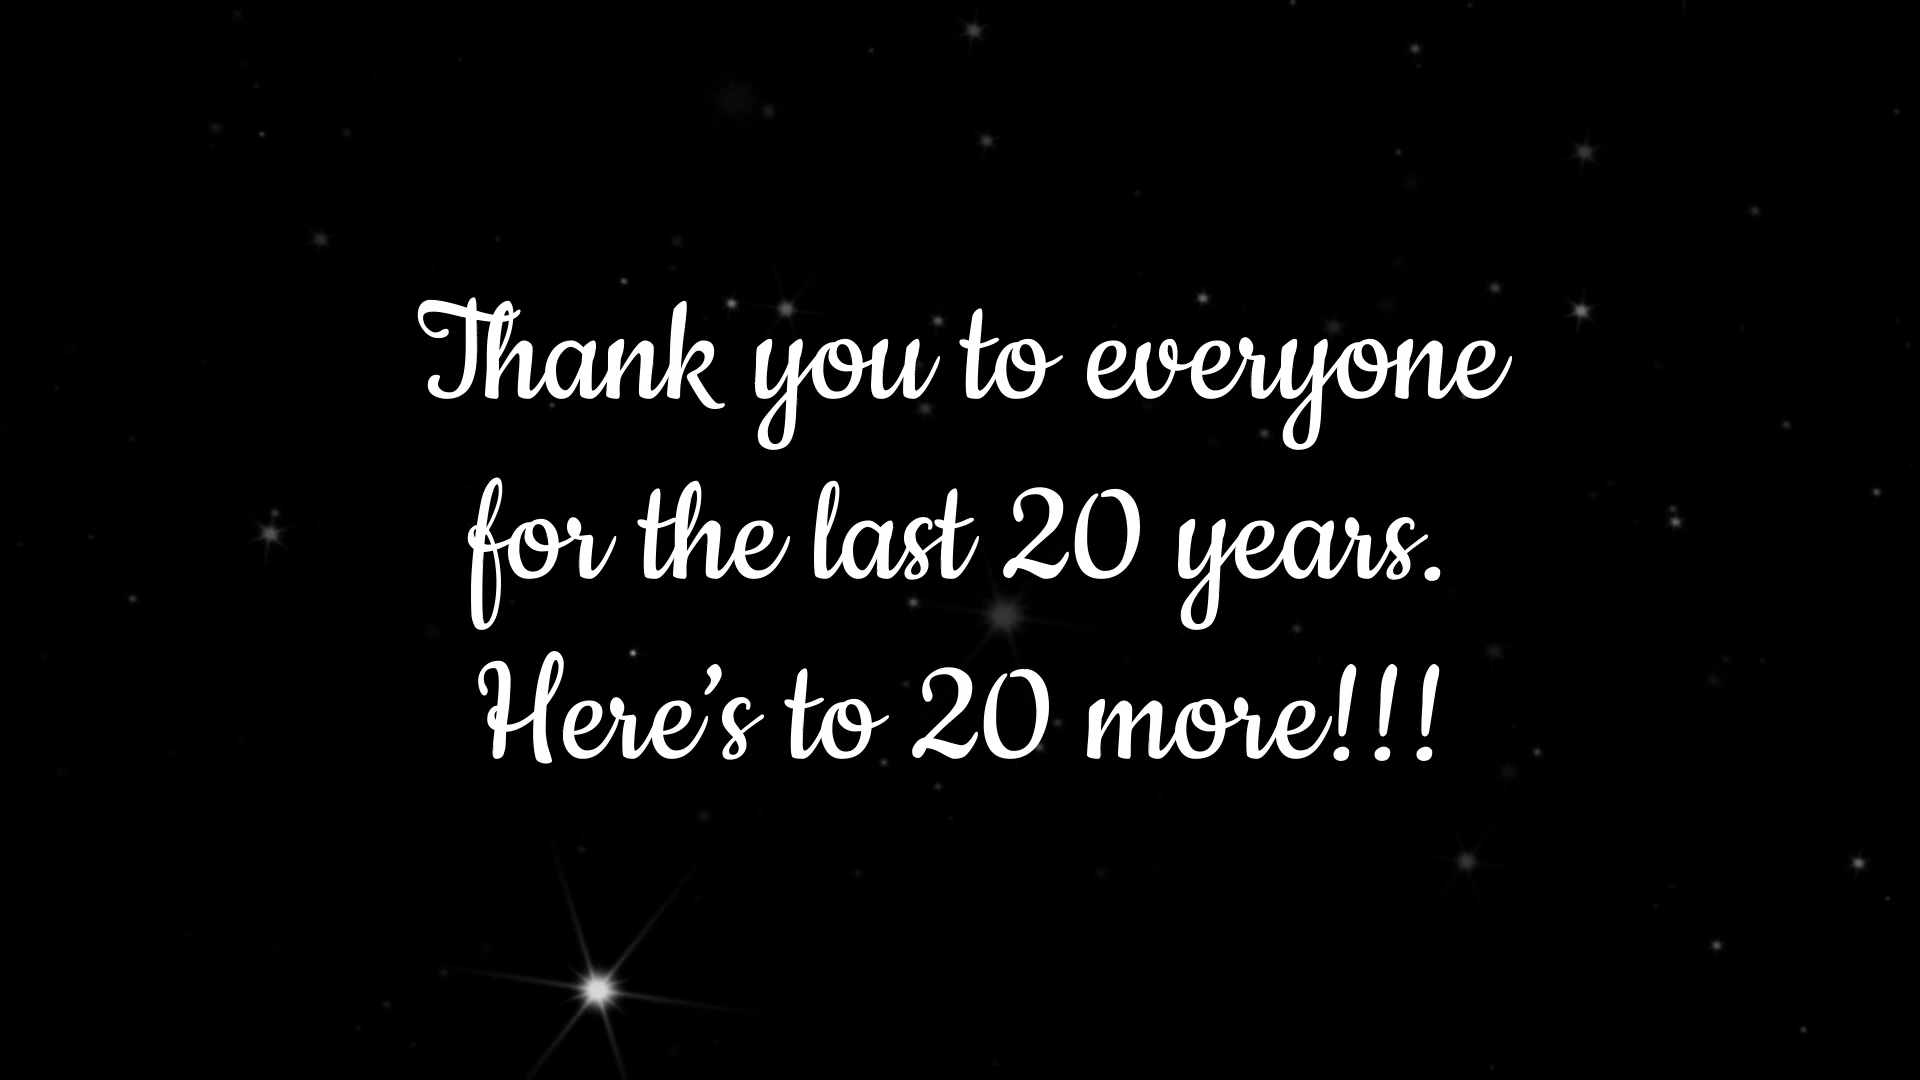 Thank you to everyone
for the last 20 years.
Here’s to 20 more!!!